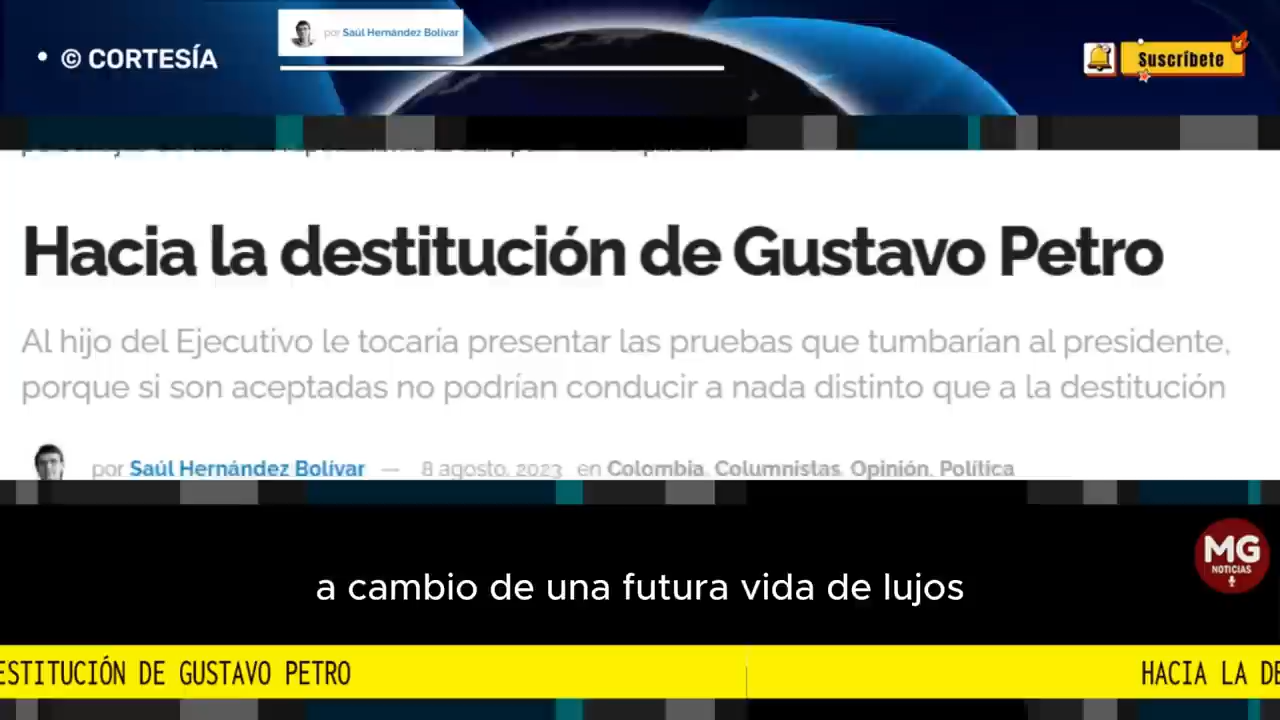 por Saúl Hernández Bolívar
• © CORTESÍA
Suscríbete
Hacia la destitución de Gustavo Petro
Al hijo del Ejecutivo le tocaría presentar las pruebas que tumbarían al presidente,
porque si son aceptadas no podrían conducir a nada distinto que a la destitución
por Saúl Hernández Bolívar — 8 agosto, 2023 en Colombia, Columnistas, Opinión, Política
MG
NOTICIAS
a cambio de una futura vida de lujos
ESTITUCIÓN DE GUSTAVO PETRO
HACIA LA DE